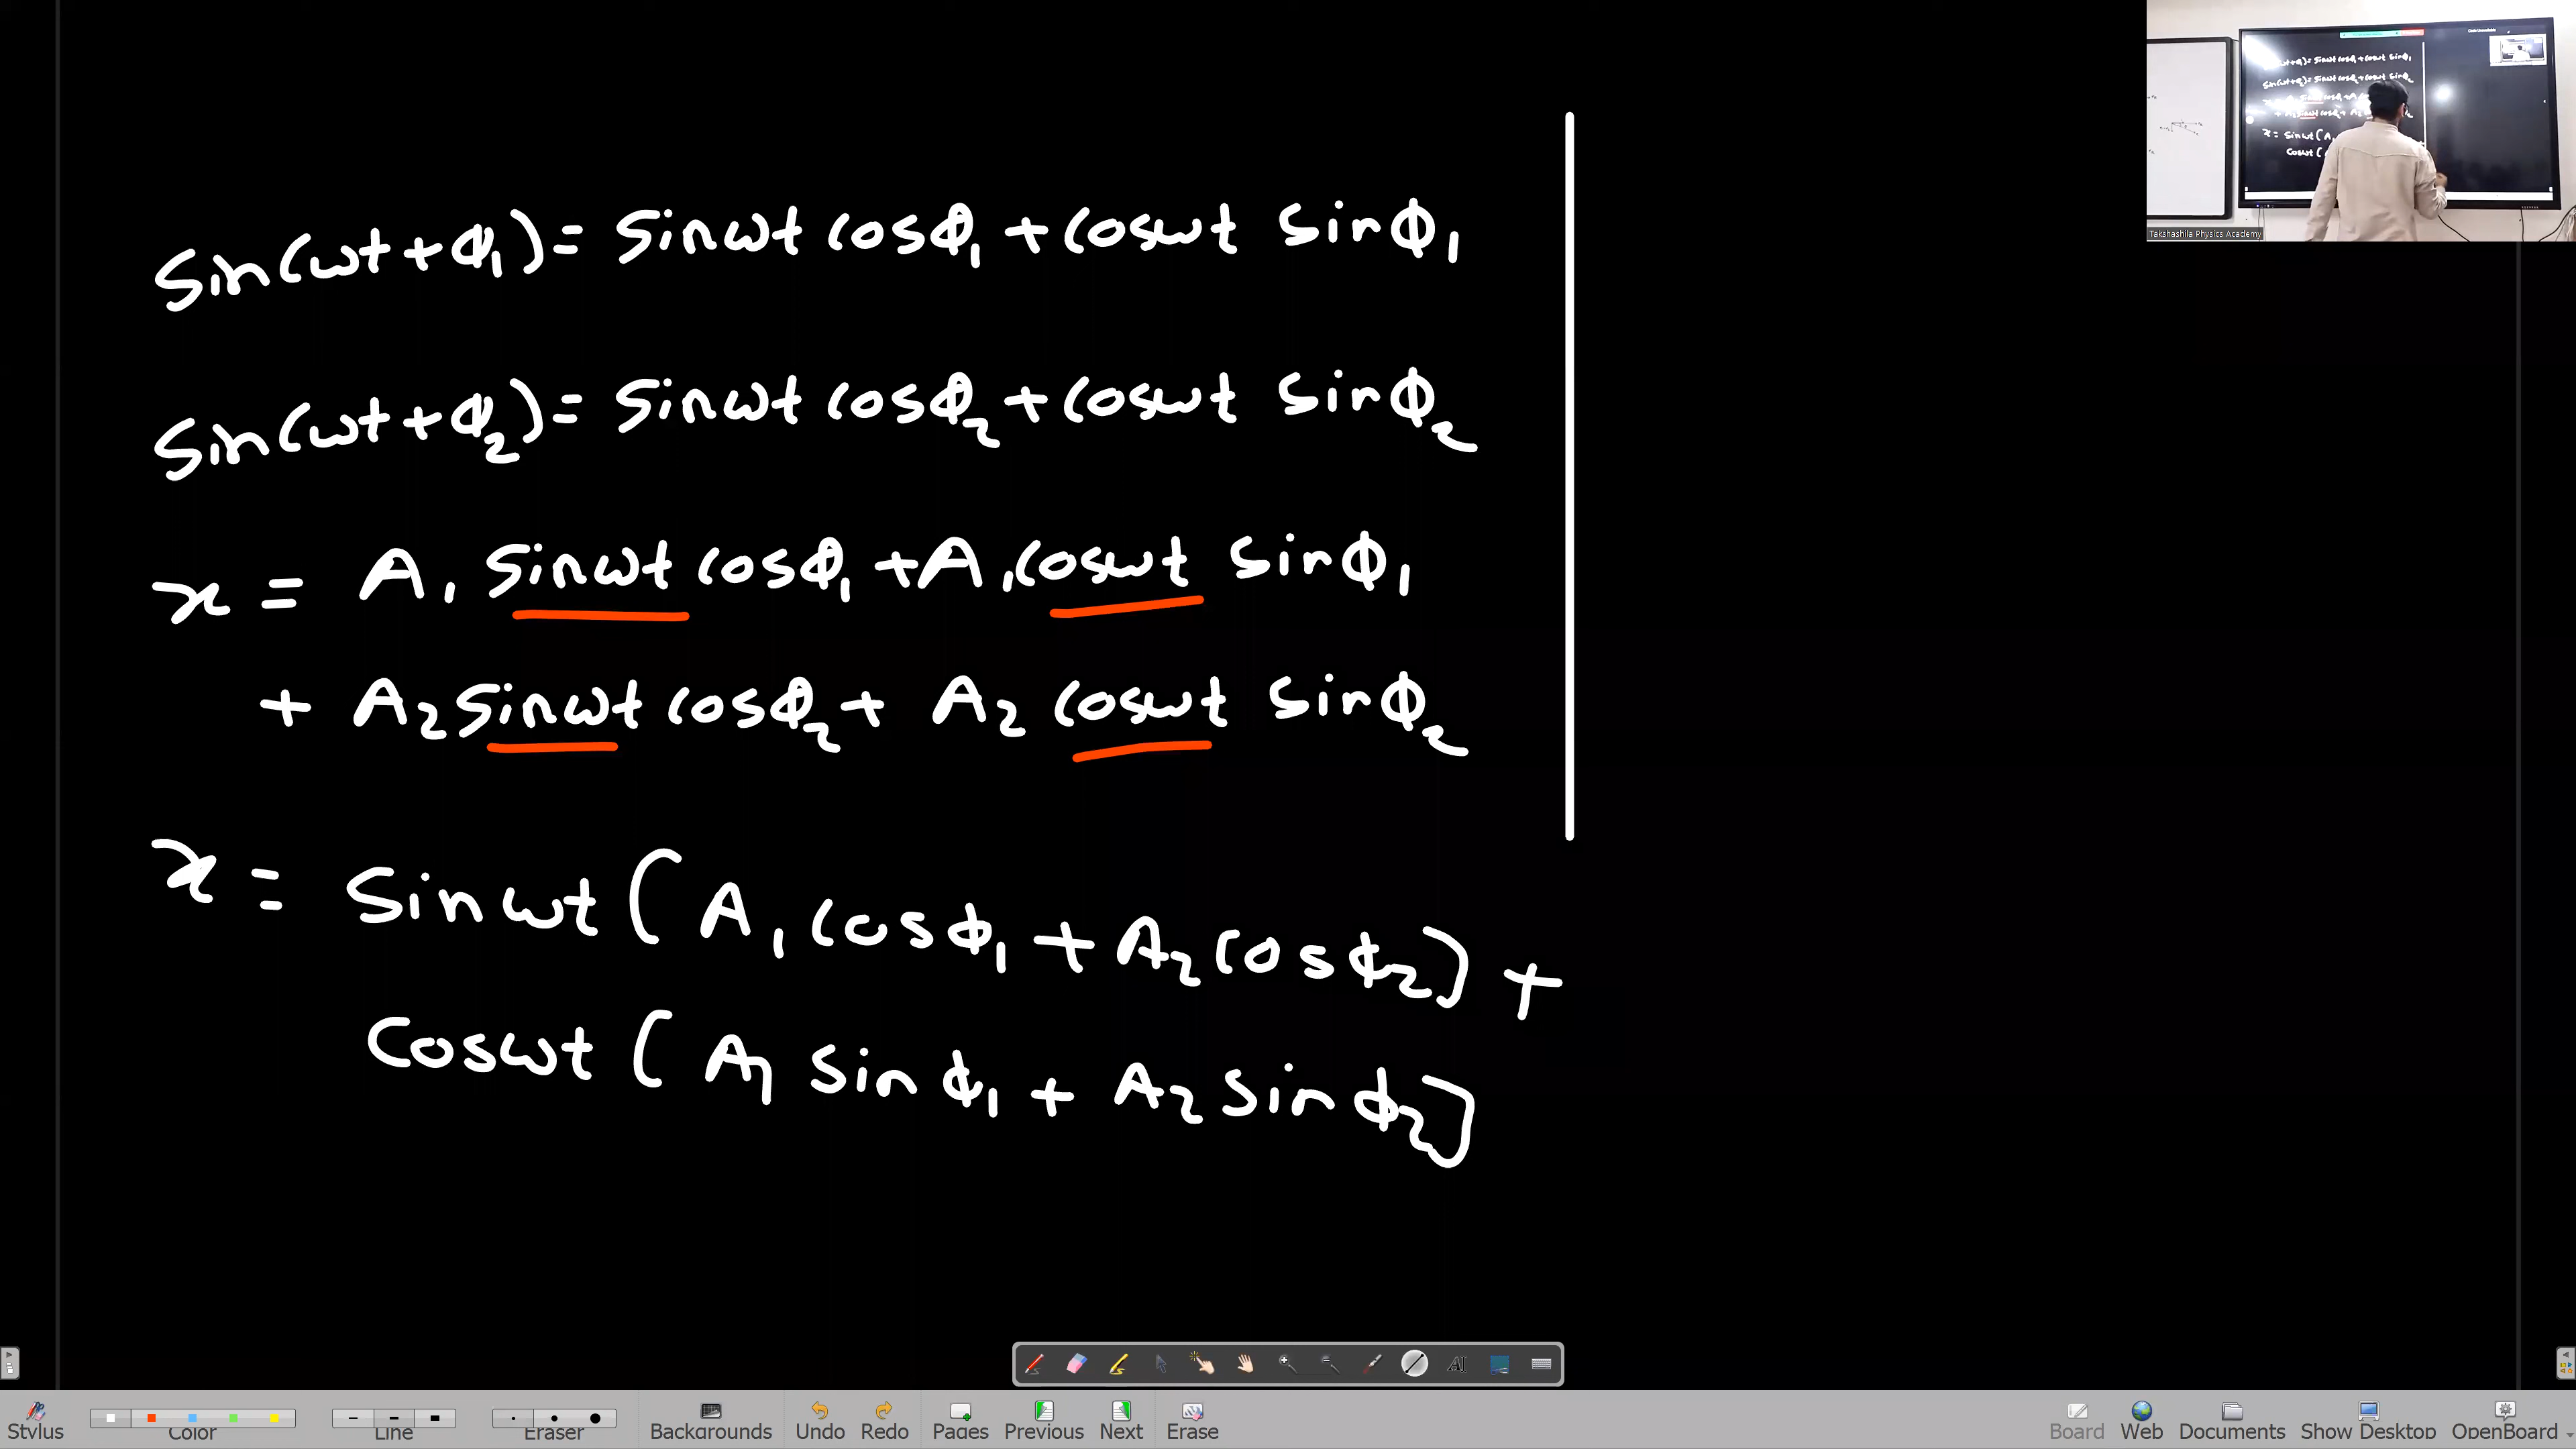 Sin(ωt+ϕ₁)= sinωt cosϕ₁ + cosωt sinϕ₁
Sin(ωt+ϕ₂)= sinωt cosϕ₂ + cosωt sinϕ₂
x = A₁ sinωt cosϕ₁ + A₁ cosωt sinϕ₁
+ A₂ sinωt cosϕ₂ + A₂ cosωt sinϕ₂
x = Sinωt (A₁ cosϕ₁ + A₂ cosϕ₂) +
Cosωt (A₁ sinϕ₁ + A₂ sinϕ₂)
Takshashila Physics Academy
Stylus Color Line Eraser Backgrounds Undo Redo Pages Previous Next Erase Board Web Documents Show Desktop OpenBoard